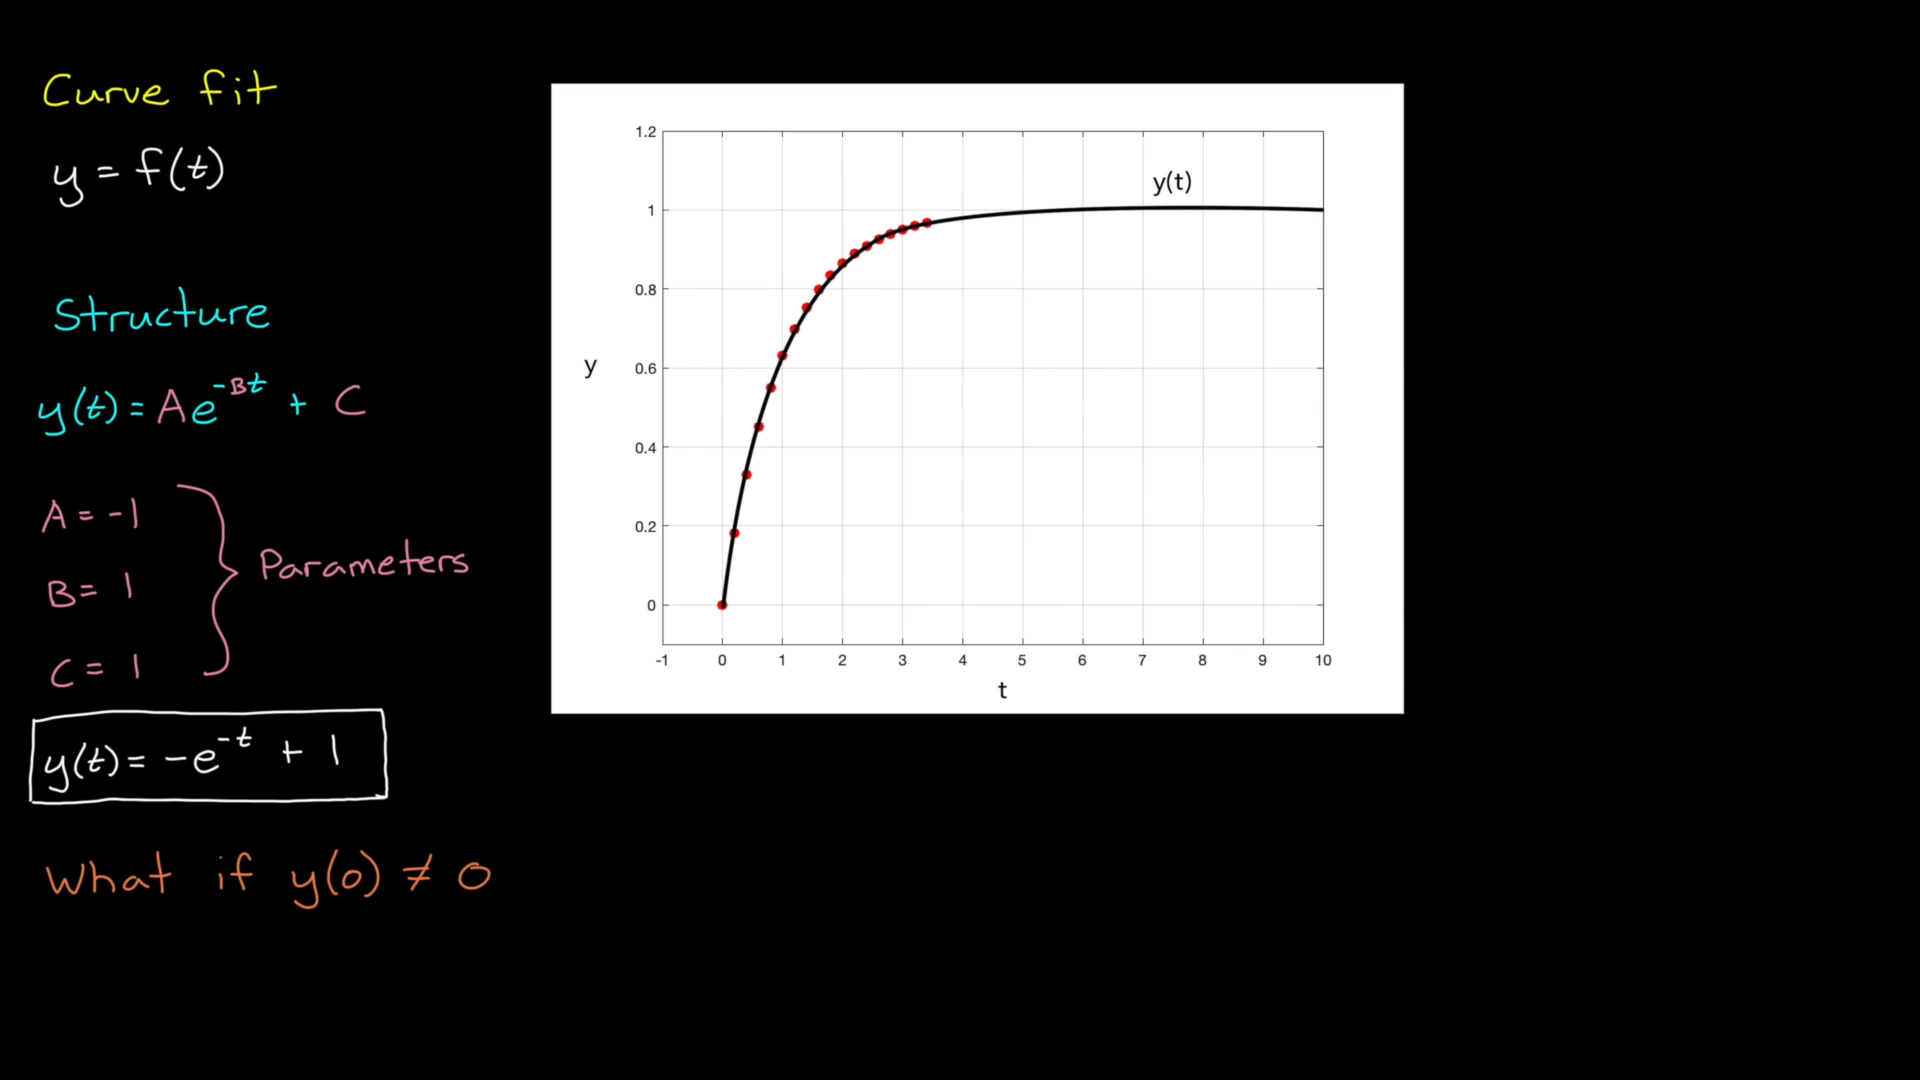 Curve fit
y = f(t)
Structure
y(t) = Ae^{-Bt} + C
A = -1
B = 1
C = 1
Parameters
y(t) = -e^{-t} + 1
What if y(0) ≠ 0
y(t)
1.2
1
0.8
0.6
0.4
0.2
0
y
-1 0 1 2 3 4 5 6 7 8 9 10
t